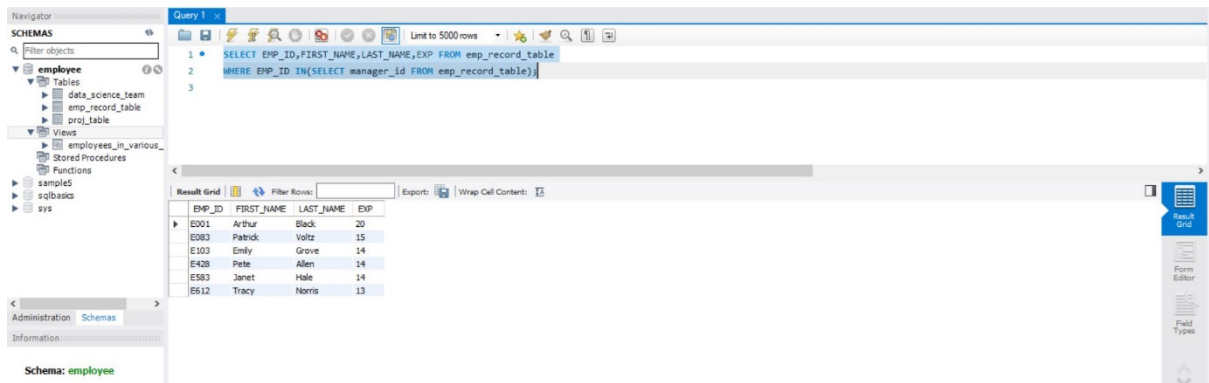 Navigator
SCHEMAS
Filter objects
employee
Tables
data_science_team
emp_record_table
proj_table
Views
employees_in_various_
Stored Procedures
Functions
sample5
sqlbasics
sys
Administration Schemas
Information
Schema: employee
Query 1
Limit to 5000 rows
1 SELECT EMP_ID,FIRST_NAME,LAST_NAME,EXP FROM emp_record_table
2 WHERE EMP_ID IN(SELECT manager_id FROM emp_record_table);
3
Result Grid Filter Rows: Export: Wrap Cell Content:
EMP_ID FIRST_NAME LAST_NAME EXP
E001 Arthur Black 20
E083 Patrick Voltz 15
E103 Emily Grove 14
E428 Pete Allen 14
E583 Janet Hale 14
E612 Tracy Norris 13
Result
Grid
Form
Editor
Field
Types